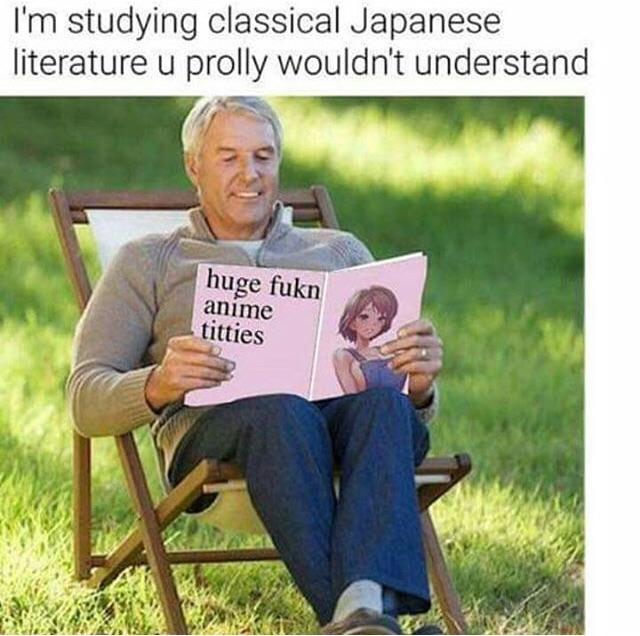 I'm studying classical Japanese
literature u prolly wouldn't understand
huge fukn
anime
titties